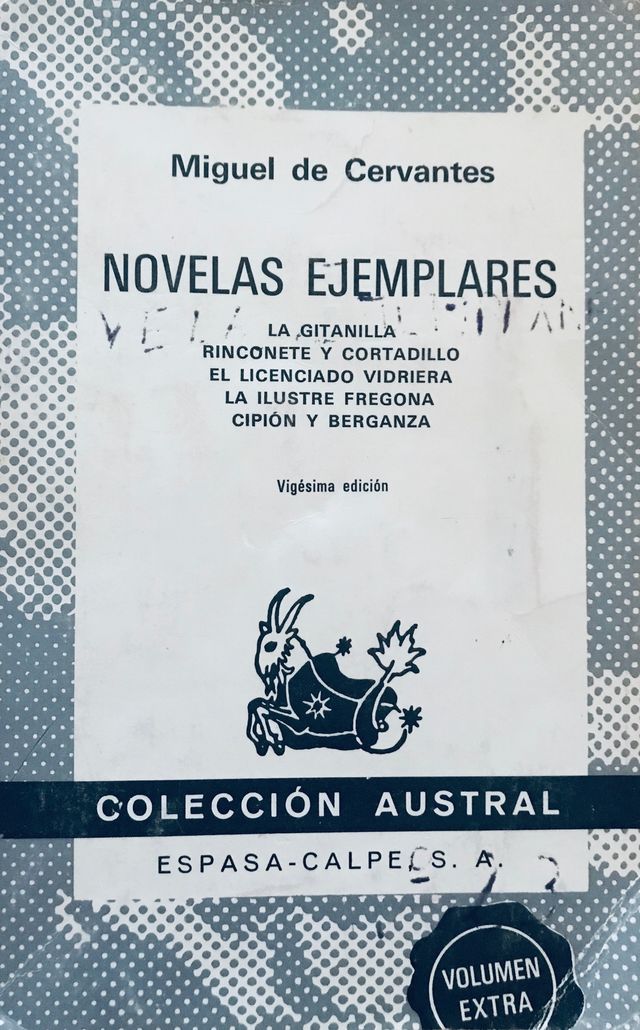 Miguel de Cervantes
NOVELAS EJEMPLARES
LA GITANILLA
RINCONETE Y CORTADILLO
EL LICENCIADO VIDRIERA
LA ILUSTRE FREGONA
CIPIÓN Y BERGANZA
Vigésima edición
COLECCIÓN AUSTRAL
ESPASA-CALPE, S. A.
VOLUMEN
EXTRA